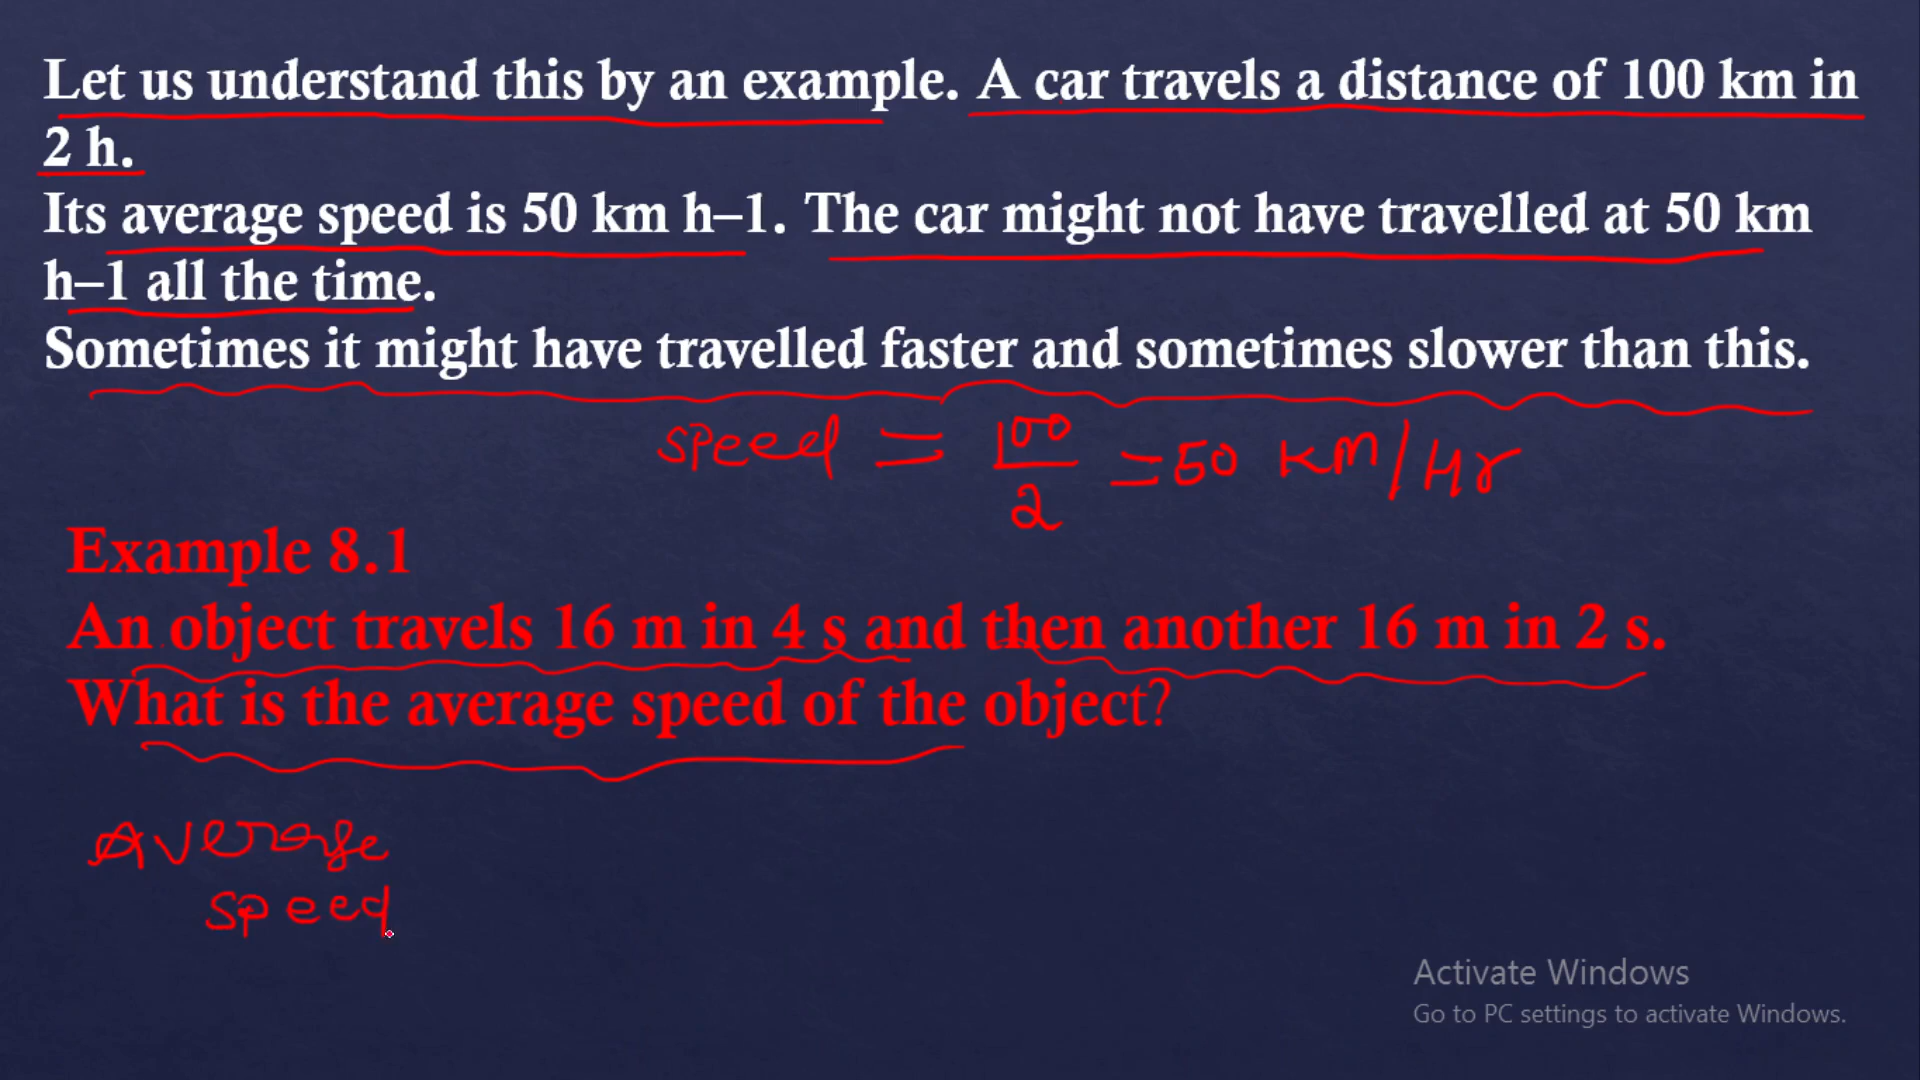 Let us understand this by an example. A car travels a distance of 100 km in
2 h.
Its average speed is 50 km h–1. The car might not have travelled at 50 km
h–1 all the time.
Sometimes it might have travelled faster and sometimes slower than this.
speed = 100/2 = 50 KM/Hr
Example 8.1
An object travels 16 m in 4 s and then another 16 m in 2 s.
What is the average speed of the object?
Average
speed
Activate Windows
Go to PC settings to activate Windows.